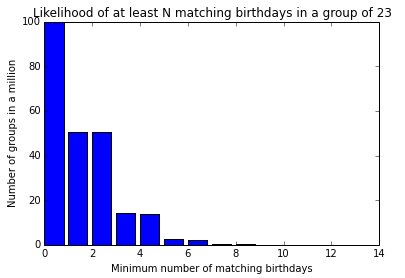 Likelihood of at least N matching birthdays in a group of 23
100
80
60
40
20
0
Number of groups in a million
0 2 4 6 8 10 12 14
Minimum number of matching birthdays